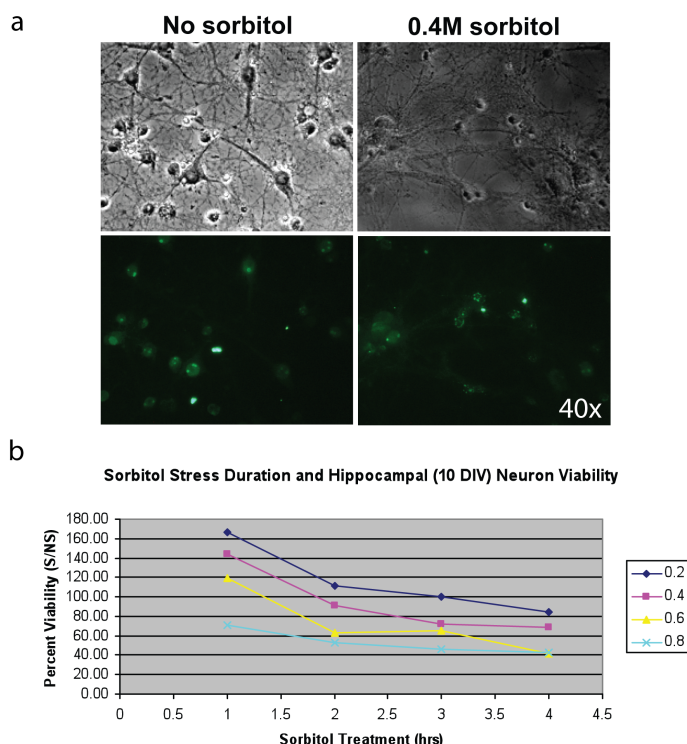 a
No sorbitol 0.4M sorbitol
40x
b
Sorbitol Stress Duration and Hippocampal (10 DIV) Neuron Viability
Percent Viability (S/NS)
180.00
160.00
140.00
120.00
100.00
80.00
60.00
40.00
20.00
0.00
0 0.5 1 1.5 2 2.5 3 3.5 4 4.5
Sorbitol Treatment (hrs)
0.2
0.4
0.6
0.8